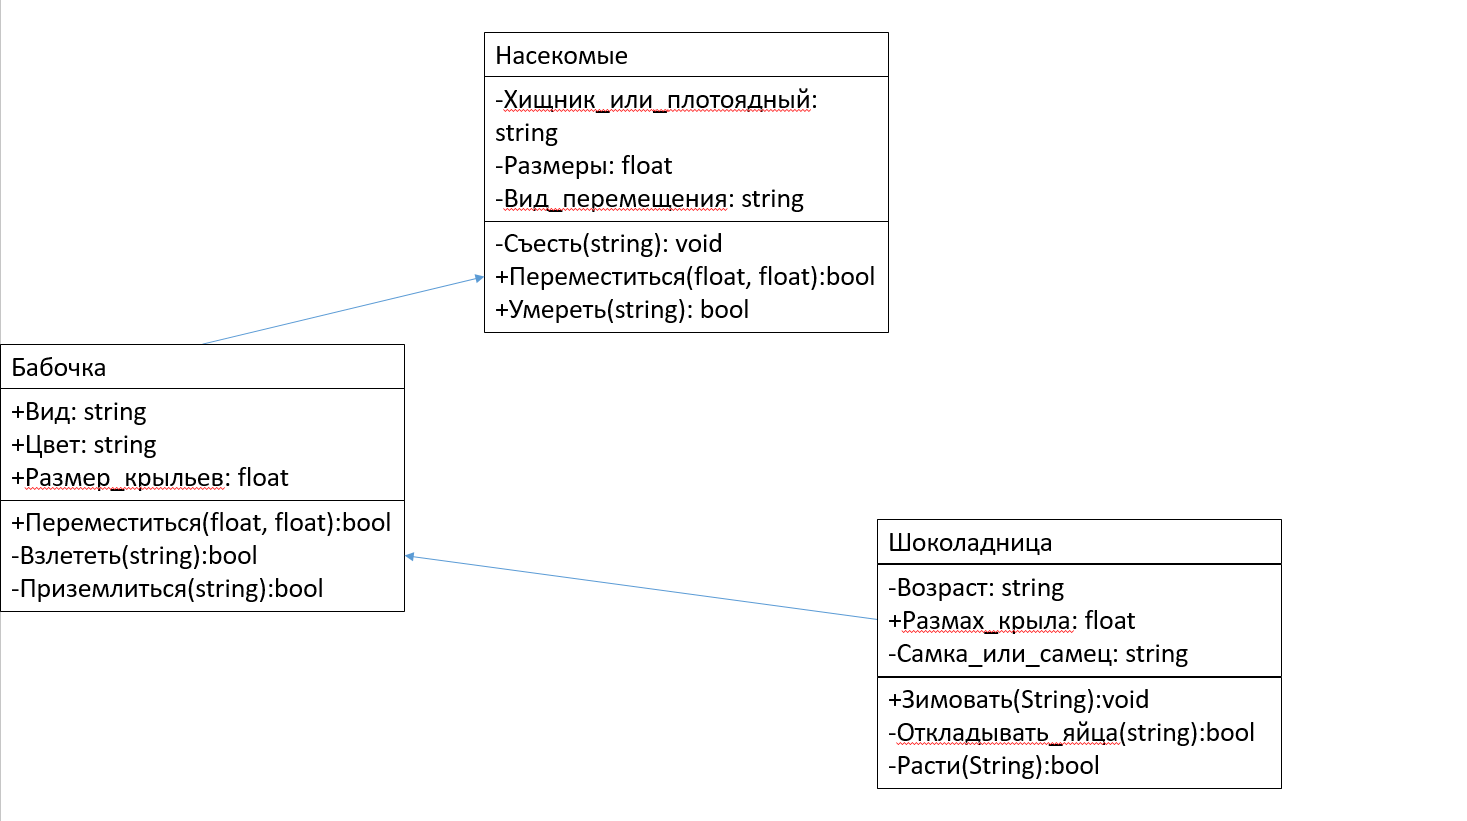 Насекомые
-Хищник_или_плотоядный:
string
-Размеры: float
-Вид_перемещения: string
-Съесть(string): void
+Переместиться(float, float):bool
+Умереть(string): bool
Бабочка
+Вид: string
+Цвет: string
+Размер_крыльев: float
+Переместиться(float, float):bool
-Взлететь(string):bool
-Приземлиться(string):bool
Шоколадница
-Возраст: string
+Размах_крыла: float
-Самка_или_самец: string
+Зимовать(String):void
-Откладывать_яйца(string):bool
-Расти(String):bool